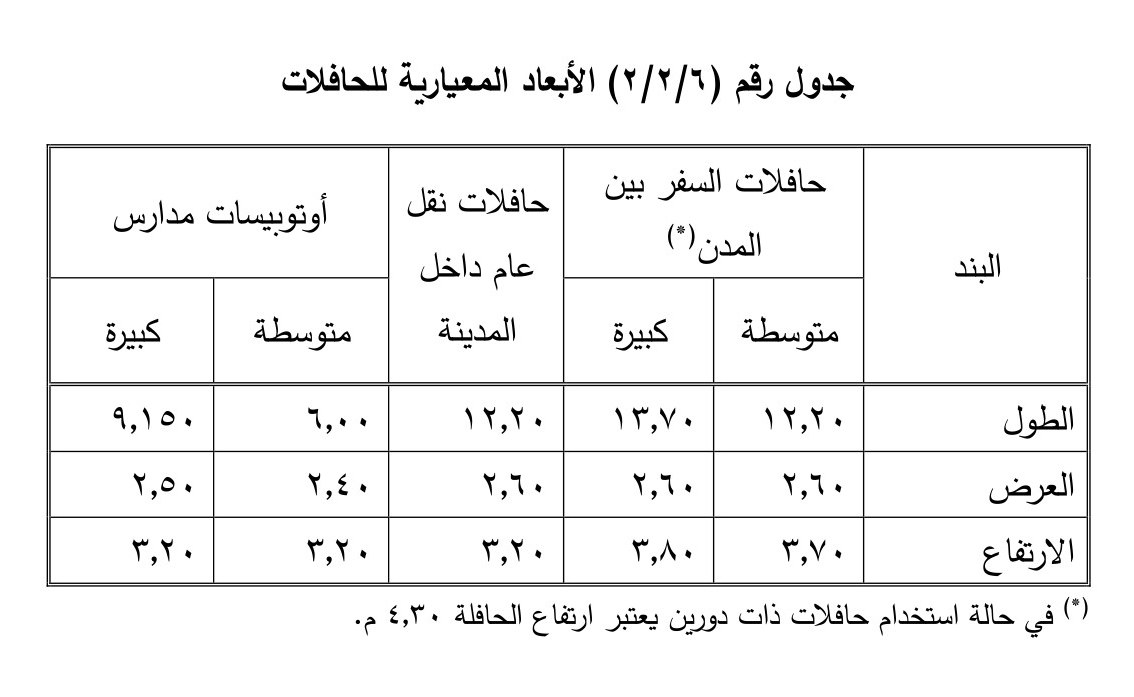 جدول رقم (٢/٢/٦) الأبعاد المعيارية للحافلات
البند
حافلات السفر بين
المدن(*)
حافلات نقل
عام داخل
المدينة
أوتوبيسات مدارس
متوسطة
كبيرة
متوسطة
كبيرة
الطول ١٢,٢٠ ١٣,٧٠ ١٢,٢٠ ٦,٠٠ ٩,١٥٠
العرض ٢,٦٠ ٢,٦٠ ٢,٦٠ ٢,٤٠ ٢,٥٠
الارتفاع ٣,٧٠ ٣,٨٠ ٣,٢٠ ٣,٢٠ ٣,٢٠
(*) في حالة استخدام حافلات ذات دورين يعتبر ارتفاع الحافلة ٤,٣٠ م.